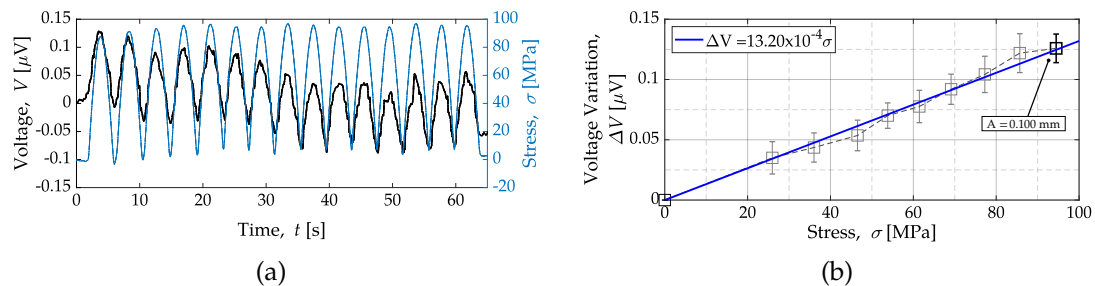 0.15
0.1
0.05
0
-0.05
-0.1
0.15
Voltage, V [µV]
100
80
60
40
20
0
-20
Stress, σ [MPa]
0 10 20 30 40 50 60
Time, t [s]
(a)
ΔV =13.20x10-4σ
0.1
0.05
0
Voltage Variation,
ΔV [µV]
A = 0.100 mm
0 20 40 60 80 100
Stress, σ [MPa]
(b)